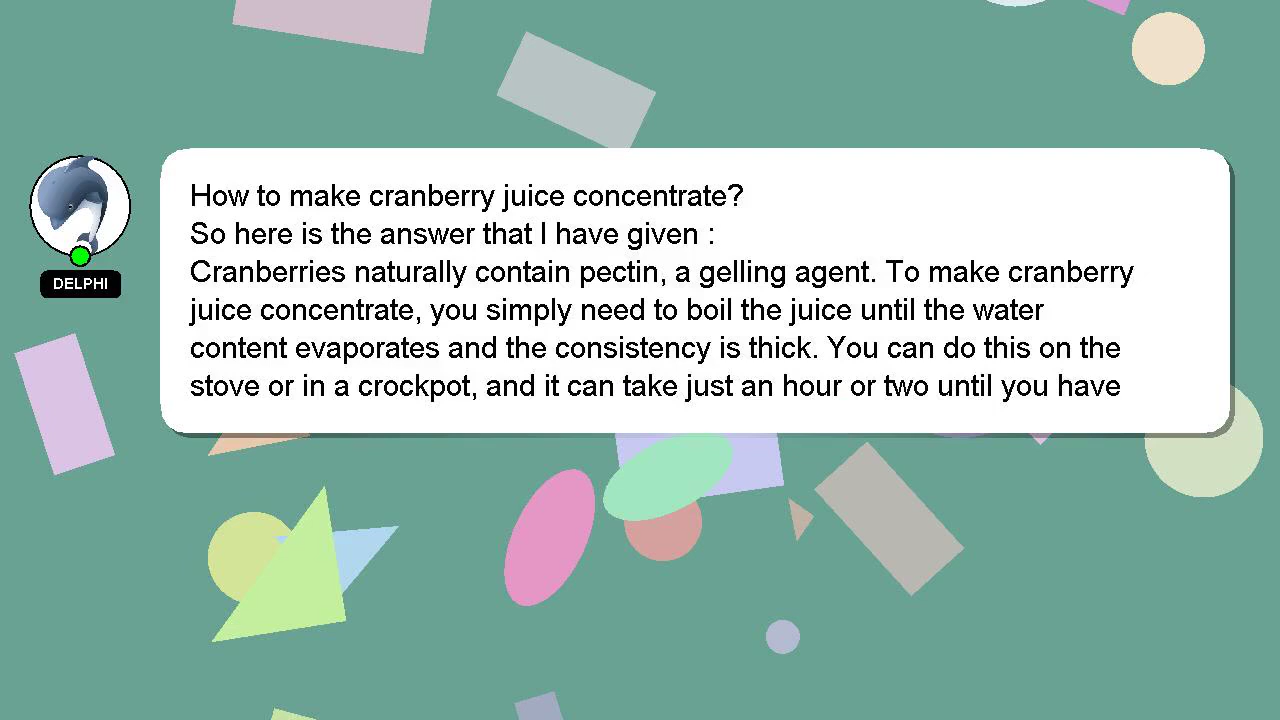 How to make cranberry juice concentrate?
So here is the answer that I have given :
Cranberries naturally contain pectin, a gelling agent. To make cranberry
juice concentrate, you simply need to boil the juice until the water
content evaporates and the consistency is thick. You can do this on the
stove or in a crockpot, and it can take just an hour or two until you have
DELPHI